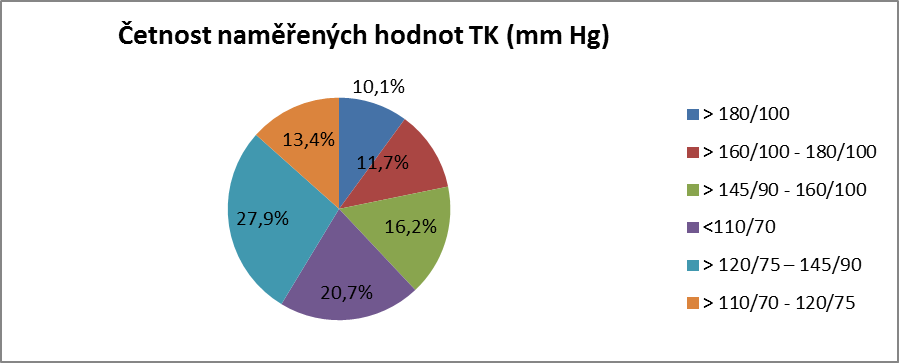 Četnost naměřených hodnot TK (mm Hg)
10,1%
11,7%
16,2%
20,7%
27,9%
13,4%
> 180/100
> 160/100 - 180/100
> 145/90 - 160/100
<110/70
> 120/75 – 145/90
> 110/70 - 120/75